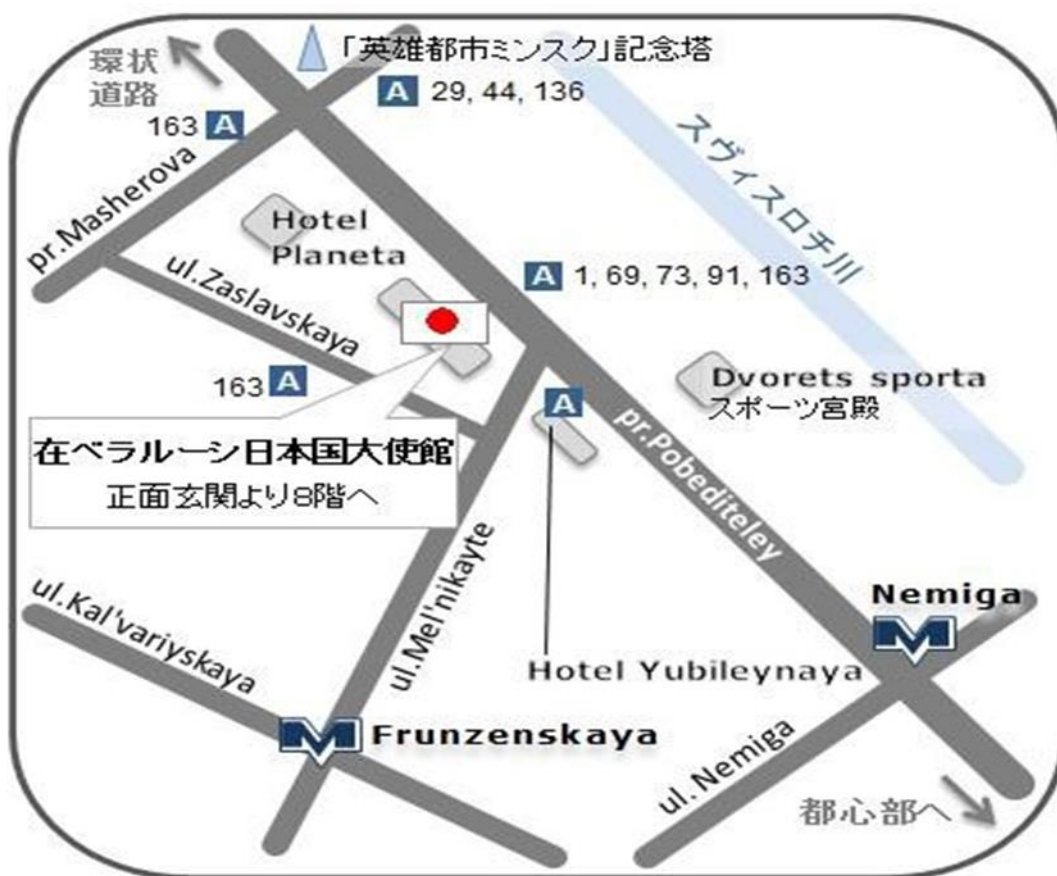 「英雄都市ミンスク」記念塔
環状
道路
A 29, 44, 136
163 A
スヴィスロチ川
pr.Masherova
Hotel
Planeta
ul.Zaslavskaya
A 1, 69, 73, 91, 163
163 A
Dvorets sporta
スポーツ宮殿
A
pr.Pobediteley
在ベラルーシ日本国大使館
正面玄関より8階へ
ul.Mel'nikayte
ul.Kal'variyskaya
Nemiga
M
Hotel Yubileynaya
M Frunzenskaya
ul. Nemiga
都心部へ